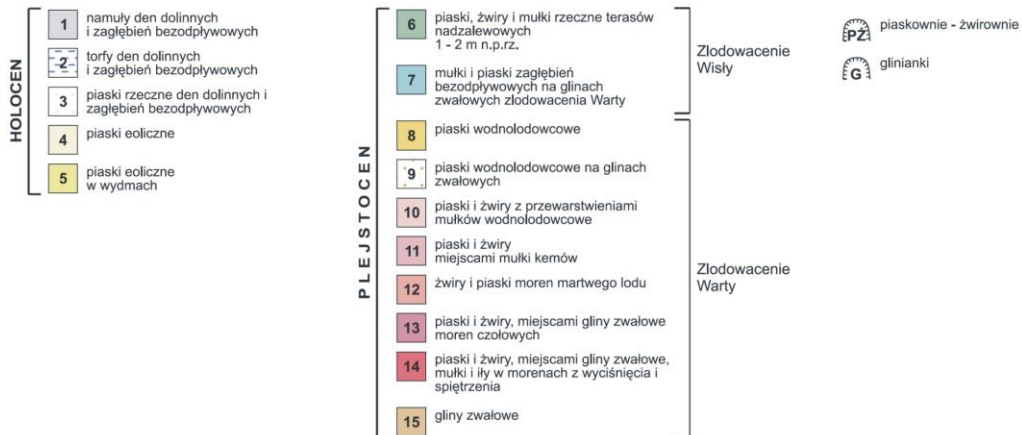 HOLOCEN
1
namuły den dolinnych
i zagłębień bezodpływowych
2
torfy den dolinnych
i zagłębień bezodpływowych
3
piaski rzeczne den dolinnych i
zagłębień bezodpływowych
4
piaski eoliczne
5
piaski eoliczne
w wydmach
PLEJSTOCEN
6
piaski, żwiry i mułki rzeczne terasów
nadzalewowych
1 - 2 m n.p.rz.
7
mułki i piaski zagłębień
bezodpływowych na glinach
zwałowych zlodowacenia Warty
Zlodowacenie
Wisły
8
piaski wodnolodowcowe
9
piaski wodnolodowcowe na glinach
zwałowych
10
piaski i żwiry z przewarstwieniami
mułków wodnolodowcowe
11
piaski i żwiry
miejscami mułki kemów
12
żwiry i piaski moren martwego lodu
13
piaski i żwiry, miejscami gliny zwałowe
moren czołowych
14
piaski i żwiry, miejscami gliny zwałowe,
mułki i iły w morenach z wyciśnięcia i
spiętrzenia
15
gliny zwałowe
Zlodowacenie
Warty
PŻ
piaskownie - żwirownie
G
glinianki